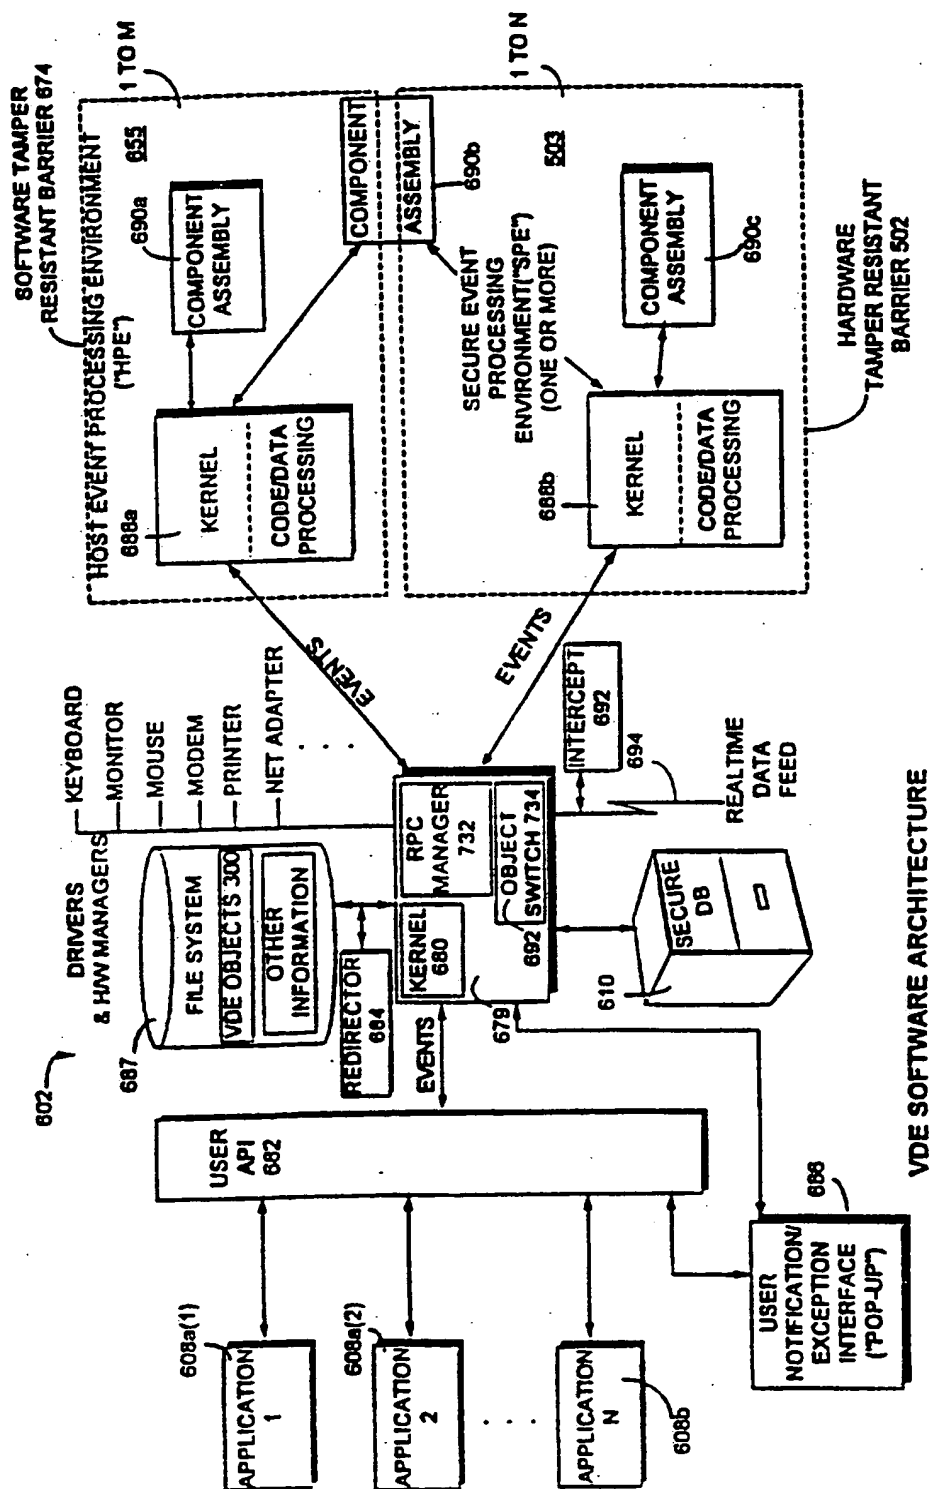 602
DRIVERS
& H/W MANAGERS
KEYBOARD
MONITOR
MOUSE
MODEM
PRINTER
NET ADAPTER
. . . .
SOFTWARE TAMPER
RESISTANT BARRIER 674
HOST EVENT PROCESSING ENVIRONMENT
("HPE")
655
1 TO M
688a
KERNEL
CODE/DATA
PROCESSING
690a
COMPONENT
ASSEMBLY
COMPONENT
ASSEMBLY
690b
1 TO N
503
SECURE EVENT
PROCESSING
ENVIRONMENT("SPE")
(ONE OR MORE)
688b
KERNEL
CODE/DATA
PROCESSING
COMPONENT
ASSEMBLY
690c
HARDWARE
TAMPER RESISTANT
BARRIER 502
EVENTS
EVENTS
687
FILE SYSTEM
VDE OBJECTS 300
OTHER
INFORMATION
REDIRECTOR
684
KERNEL
680
RPC
MANAGER
732
692
OBJECT
SWITCH 734
679
INTERCEPT
692
694
REALTIME
DATA
FEED
610
SECURE
DB
EVENTS
USER
API
682
608a(1)
APPLICATION
1
608a(2)
APPLICATION
2
. . . .
APPLICATION
N
608b
USER
NOTIFICATION/
EXCEPTION
INTERFACE
("POP-UP")
686
VDE SOFTWARE ARCHITECTURE